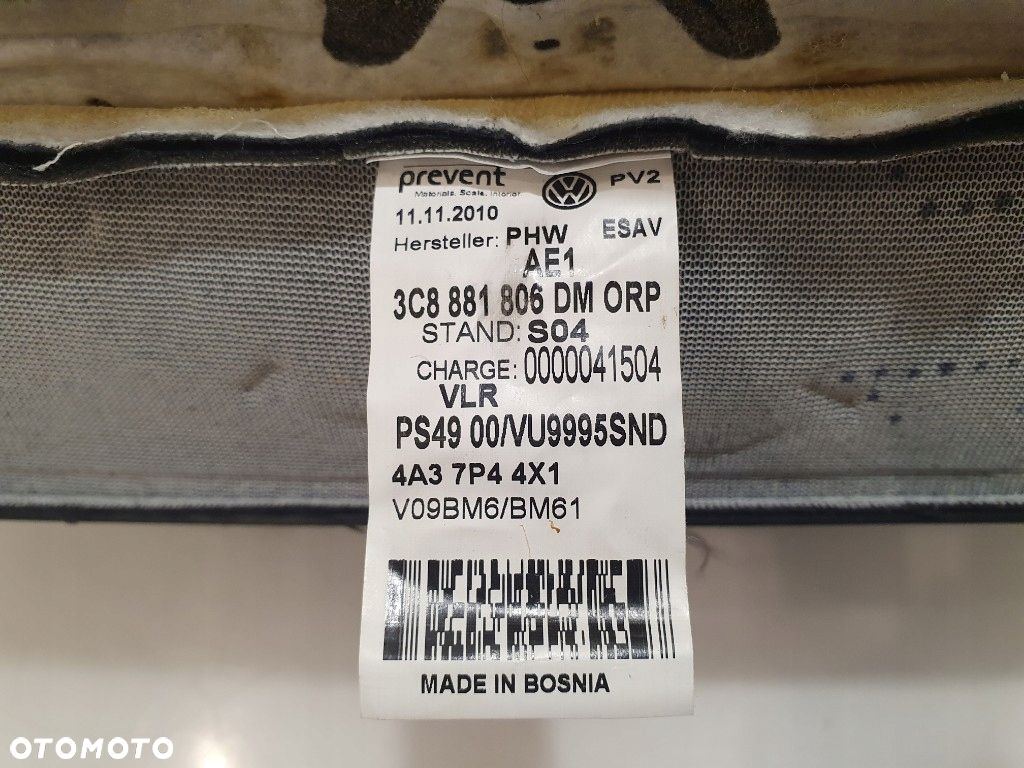 prevent
Materials. Scale. Interior.
PV2
11.11.2010
Hersteller: PHW ESAV
AE1
3C8 881 806 DM ORP
STAND: S04
CHARGE: 0000041504
VLR
PS49 00/VU9995SND
4A3 7P4 4X1
V09BM6/BM61
MADE IN BOSNIA
OTOMOTO